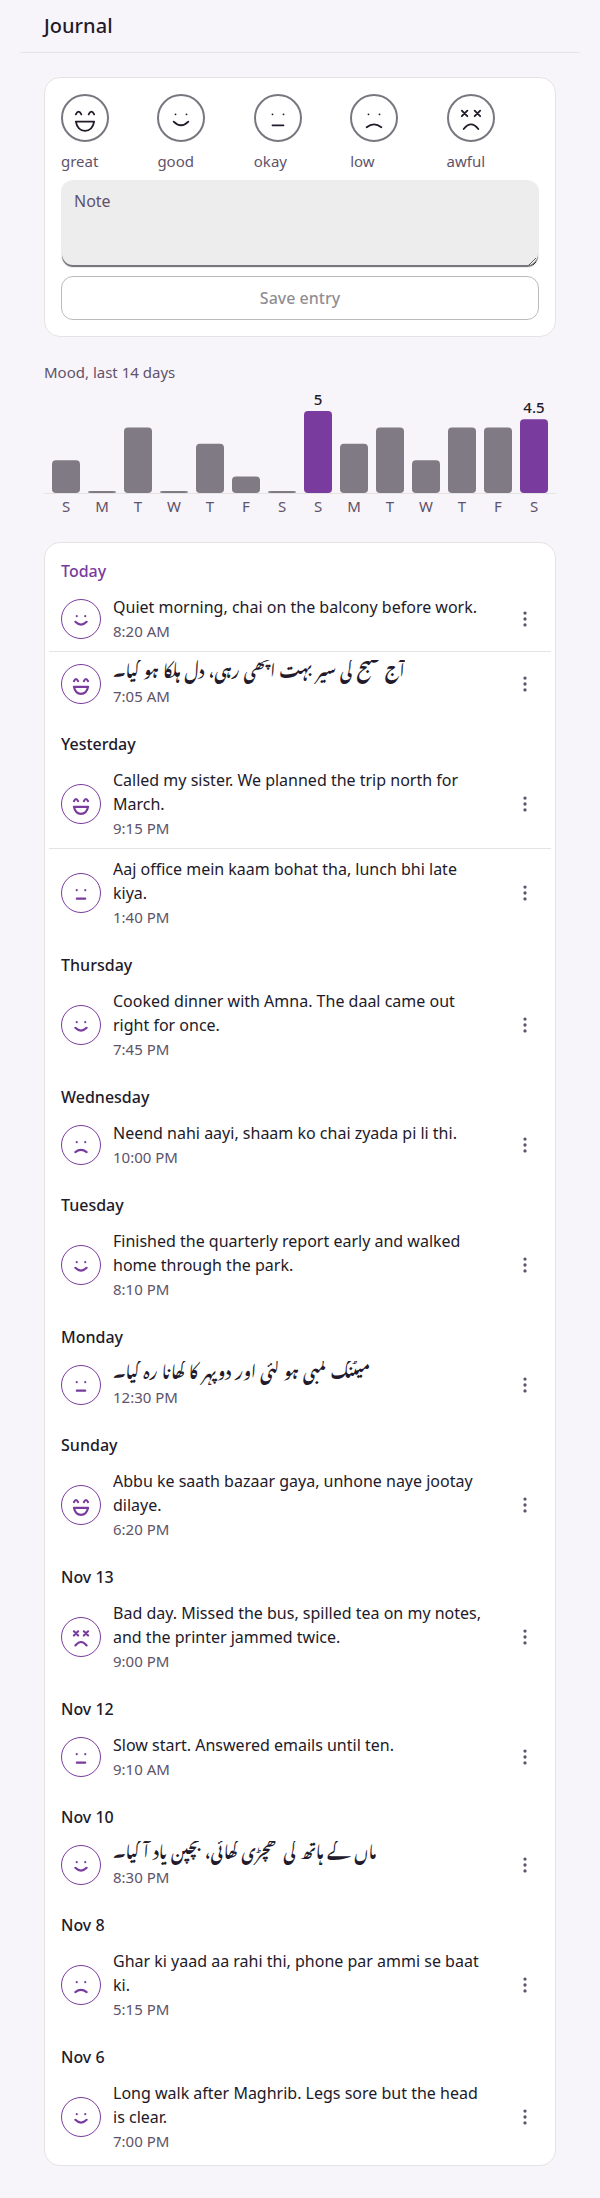 Journal
great good okay low awful
Note
Save entry
Mood, last 14 days
5 4.5
S M T W T F S S M T W T F S
Today
Quiet morning, chai on the balcony before work.
8:20 AM
آج صبح کی سیر بہت اچھی رہی، دل ہلکا ہو گیا۔
7:05 AM
Yesterday
Called my sister. We planned the trip north for
March.
9:15 PM
Aaj office mein kaam bohat tha, lunch bhi late
kiya.
1:40 PM
Thursday
Cooked dinner with Amna. The daal came out
right for once.
7:45 PM
Wednesday
Neend nahi aayi, shaam ko chai zyada pi li thi.
10:00 PM
Tuesday
Finished the quarterly report early and walked
home through the park.
8:10 PM
Monday
میٹنگ لمبی ہو گئی اور دوپہر کا کھانا رہ گیا۔
12:30 PM
Sunday
Abbu ke saath bazaar gaya, unhone naye jootay
dilaye.
6:20 PM
Nov 13
Bad day. Missed the bus, spilled tea on my notes,
and the printer jammed twice.
9:00 PM
Nov 12
Slow start. Answered emails until ten.
9:10 AM
Nov 10
ماں کے ہاتھ کی کھچڑی کھائی، بچپن یاد آ گیا۔
8:30 PM
Nov 8
Ghar ki yaad aa rahi thi, phone par ammi se baat
ki.
5:15 PM
Nov 6
Long walk after Maghrib. Legs sore but the head
is clear.
7:00 PM